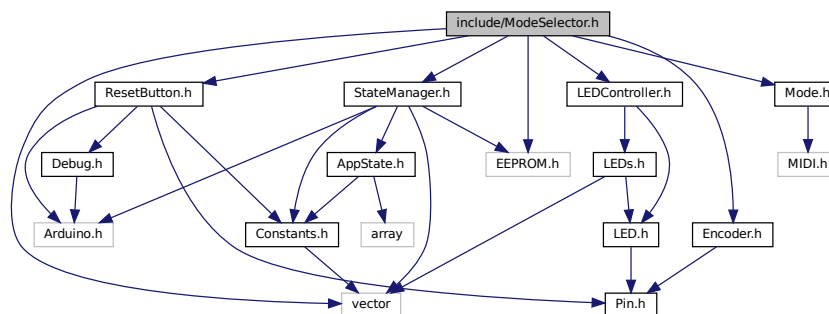 include/ModeSelector.h
ResetButton.h
StateManager.h
LEDController.h
Mode.h
Debug.h
AppState.h
EEPROM.h
LEDs.h
MIDI.h
Arduino.h
Constants.h
array
LED.h
Encoder.h
vector
Pin.h